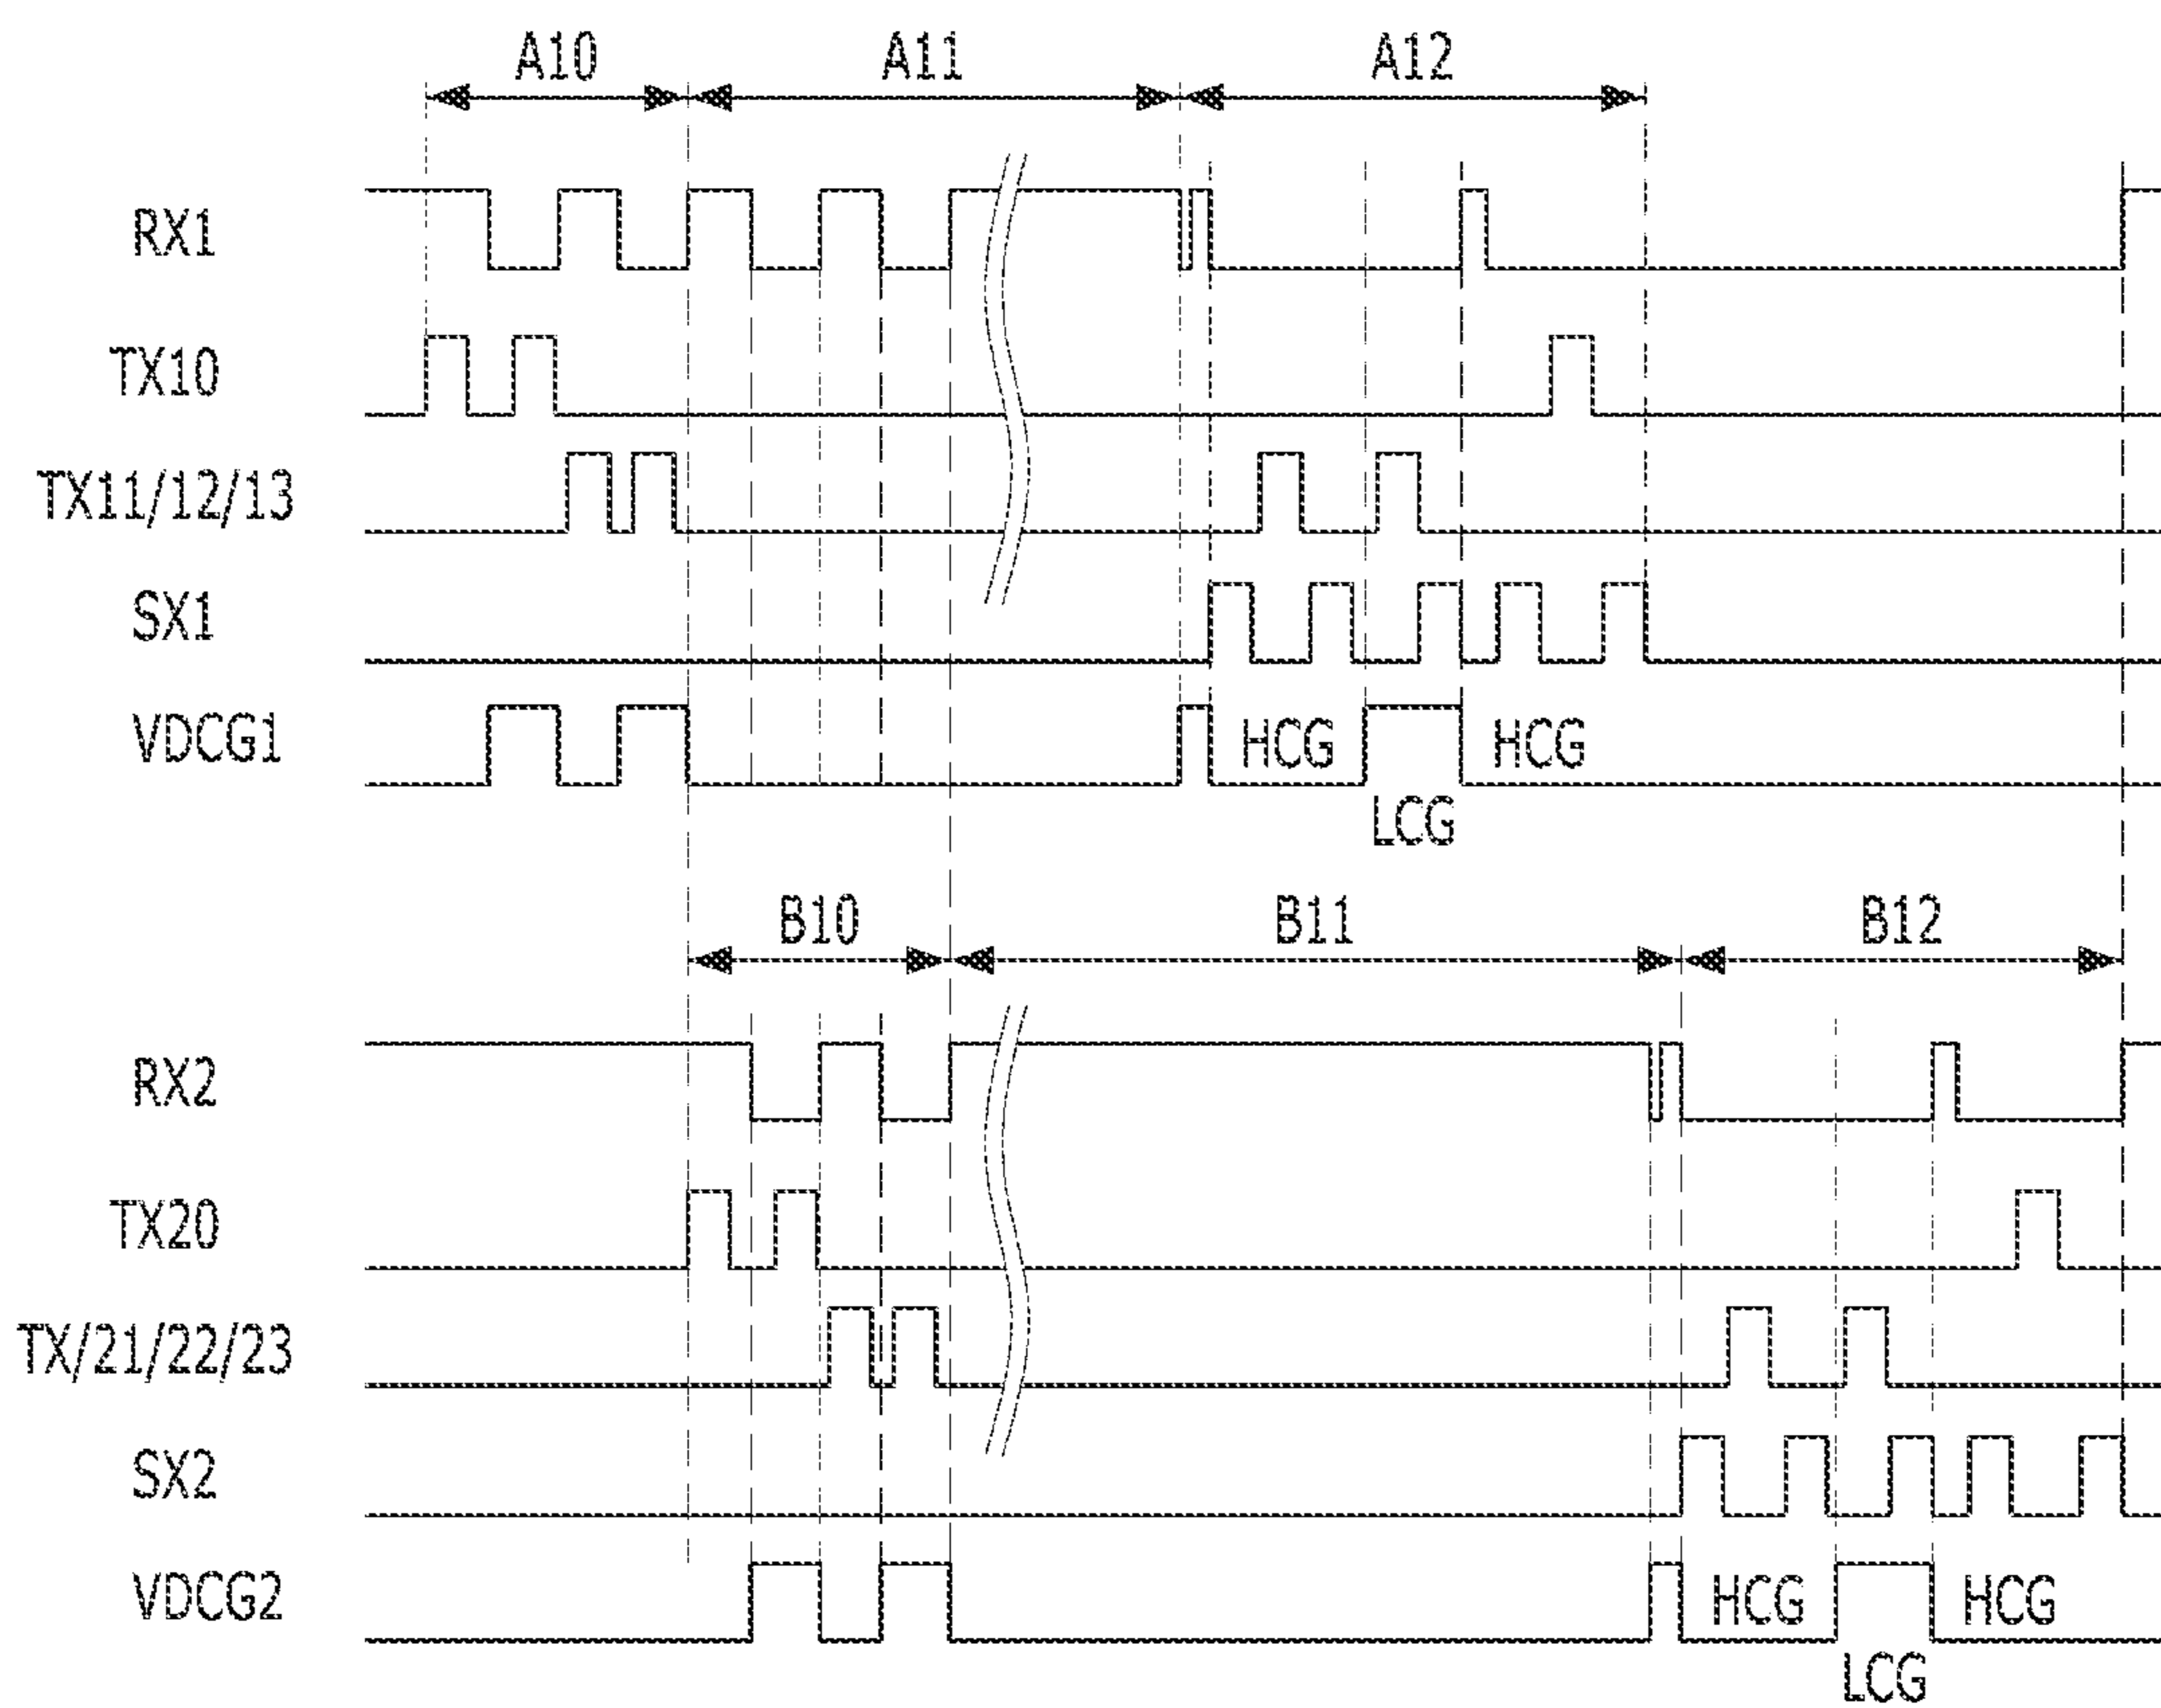 A10 A11 A12
RX1
TX10
TX11/12/13
SX1
VDCG1 HCG HCG
LCG
B10 B11 B12
RX2
TX20
TX/21/22/23
SX2
VDCG2 HCG HCG
LCG